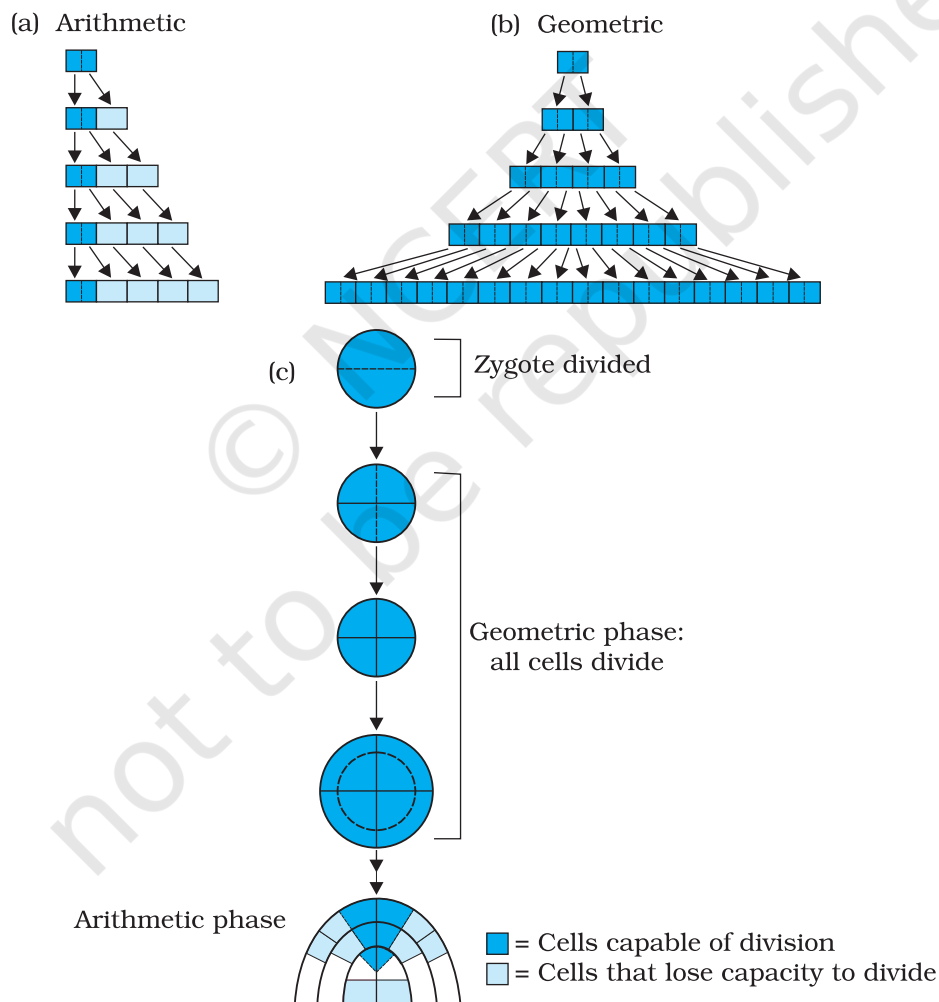 (a) Arithmetic
(b) Geometric
(c)
Zygote divided
Geometric phase:
all cells divide
Arithmetic phase
= Cells capable of division
= Cells that lose capacity to divide
© NCERT
not to be republishe